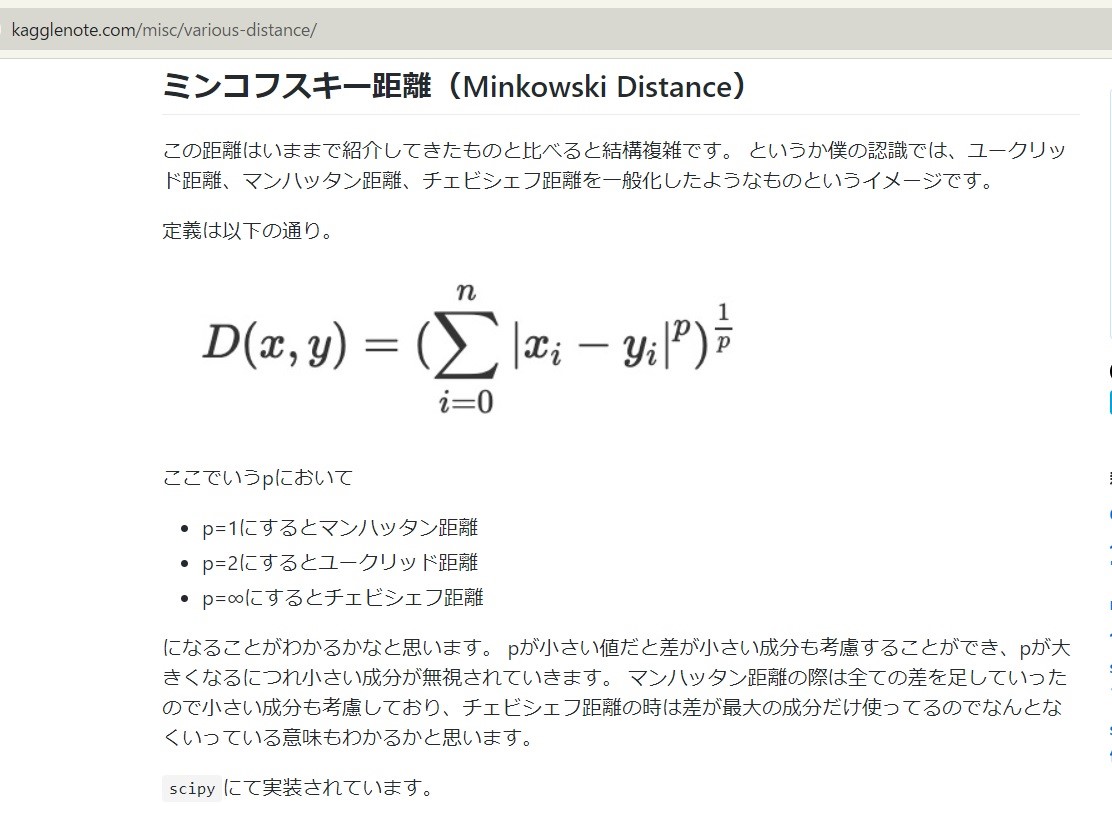 kagglenote.com/misc/various-distance/
ミンコフスキー距離（Minkowski Distance）
この距離はいままで紹介してきたものと比べると結構複雑です。 というか僕の認識では、ユークリッ
ド距離、マンハッタン距離、チェビシェフ距離を一般化したようなものというイメージです。
定義は以下の通り。
D(x, y) = (∑_{i=0}^{n} |x_i − y_i|^p)^{1/p}
ここでいうpにおいて
• p=1にするとマンハッタン距離
• p=2にするとユークリッド距離
• p=∞にするとチェビシェフ距離
になることがわかるかなと思います。 pが小さい値だと差が小さい成分も考慮することができ、pが大
きくなるにつれ小さい成分が無視されていきます。 マンハッタン距離の際は全ての差を足していった
ので小さい成分も考慮しており、チェビシェフ距離の時は差が最大の成分だけ使ってるのでなんとな
くいっている意味もわかるかと思います。
scipy にて実装されています。